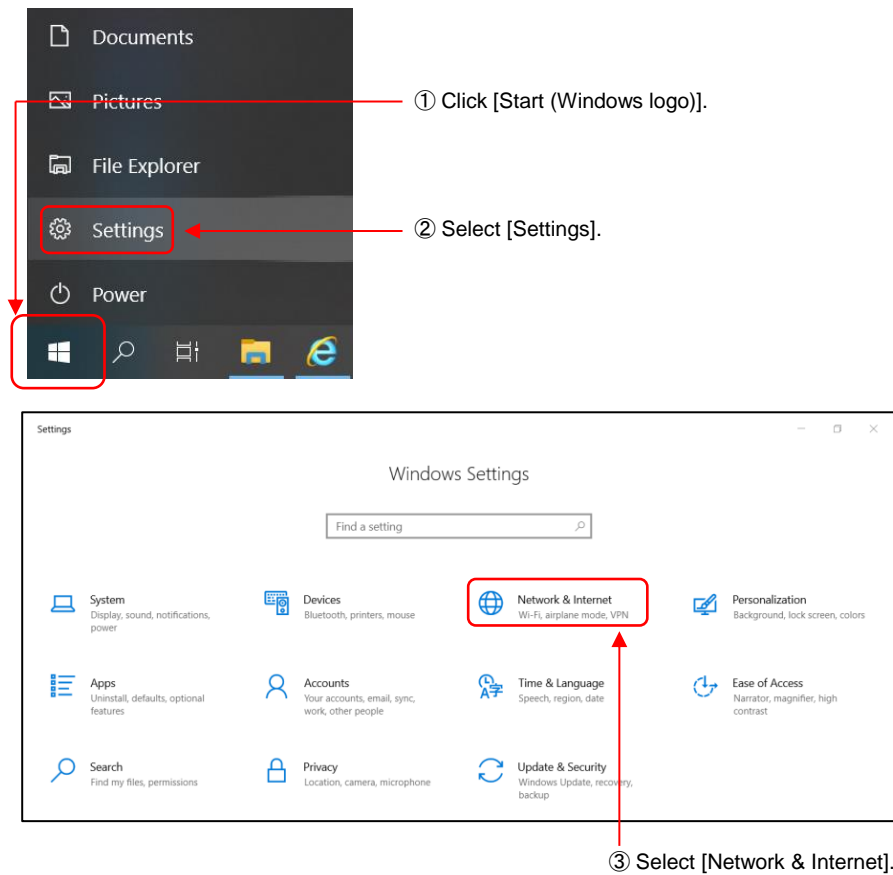 Documents
Pictures
① Click [Start (Windows logo)].
File Explorer
Settings
② Select [Settings].
Power
Settings
Windows Settings
Find a setting
System
Display, sound, notifications,
power
Devices
Bluetooth, printers, mouse
Network & Internet
Wi-Fi, airplane mode, VPN
Personalization
Background, lock screen, colors
Apps
Uninstall, defaults, optional
features
Accounts
Your accounts, email, sync,
work, other people
Time & Language
Speech, region, date
Ease of Access
Narrator, magnifier, high
contrast
Search
Find my files, permissions
Privacy
Location, camera, microphone
Update & Security
Windows Update, recovery,
backup
③ Select [Network & Internet].